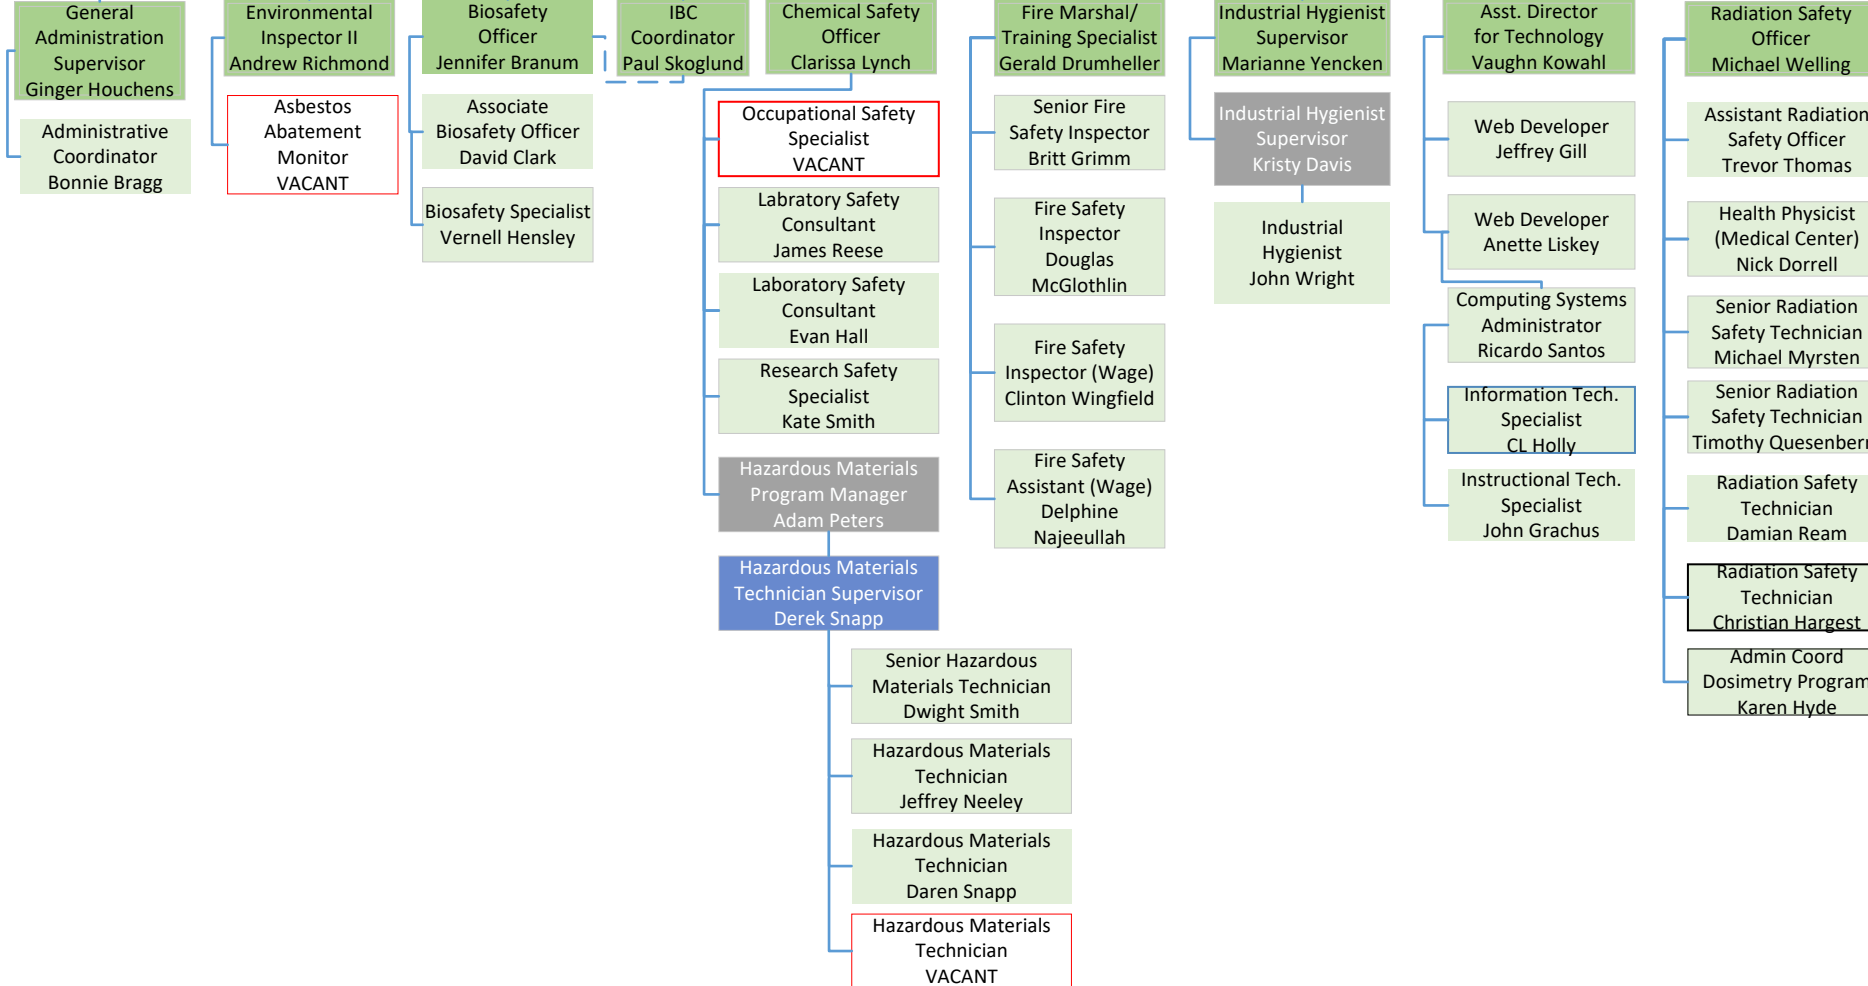 General
Administration
Supervisor
Ginger Houchens
Administrative
Coordinator
Bonnie Bragg
Environmental
Inspector II
Andrew Richmond
Asbestos
Abatement
Monitor
VACANT
Biosafety
Officer
Jennifer Branum
Associate
Biosafety Officer
David Clark
Biosafety Specialist
Vernell Hensley
IBC
Coordinator
Paul Skoglund
Chemical Safety
Officer
Clarissa Lynch
Occupational Safety
Specialist
VACANT
Labratory Safety
Consultant
James Reese
Laboratory Safety
Consultant
Evan Hall
Research Safety
Specialist
Kate Smith
Hazardous Materials
Program Manager
Adam Peters
Hazardous Materials
Technician Supervisor
Derek Snapp
Senior Hazardous
Materials Technician
Dwight Smith
Hazardous Materials
Technician
Jeffrey Neeley
Hazardous Materials
Technician
Daren Snapp
Hazardous Materials
Technician
VACANT
Fire Marshal/
Training Specialist
Gerald Drumheller
Senior Fire
Safety Inspector
Britt Grimm
Fire Safety
Inspector
Douglas
McGlothlin
Fire Safety
Inspector (Wage)
Clinton Wingfield
Fire Safety
Assistant (Wage)
Delphine
Najeeullah
Industrial Hygienist
Supervisor
Marianne Yencken
Industrial Hygienist
Supervisor
Kristy Davis
Industrial
Hygienist
John Wright
Asst. Director
for Technology
Vaughn Kowahl
Web Developer
Jeffrey Gill
Web Developer
Anette Liskey
Computing Systems
Administrator
Ricardo Santos
Information Tech.
Specialist
CL Holly
Instructional Tech.
Specialist
John Grachus
Radiation Safety
Officer
Michael Welling
Assistant Radiation
Safety Officer
Trevor Thomas
Health Physicist
(Medical Center)
Nick Dorrell
Senior Radiation
Safety Technician
Michael Myrsten
Senior Radiation
Safety Technician
Timothy
Radiation Safety
Technician
Damian Ream
Radiation Safety
Technician
Christian Hargest
Admin Coord
Dosimetry Program
Karen Hyde